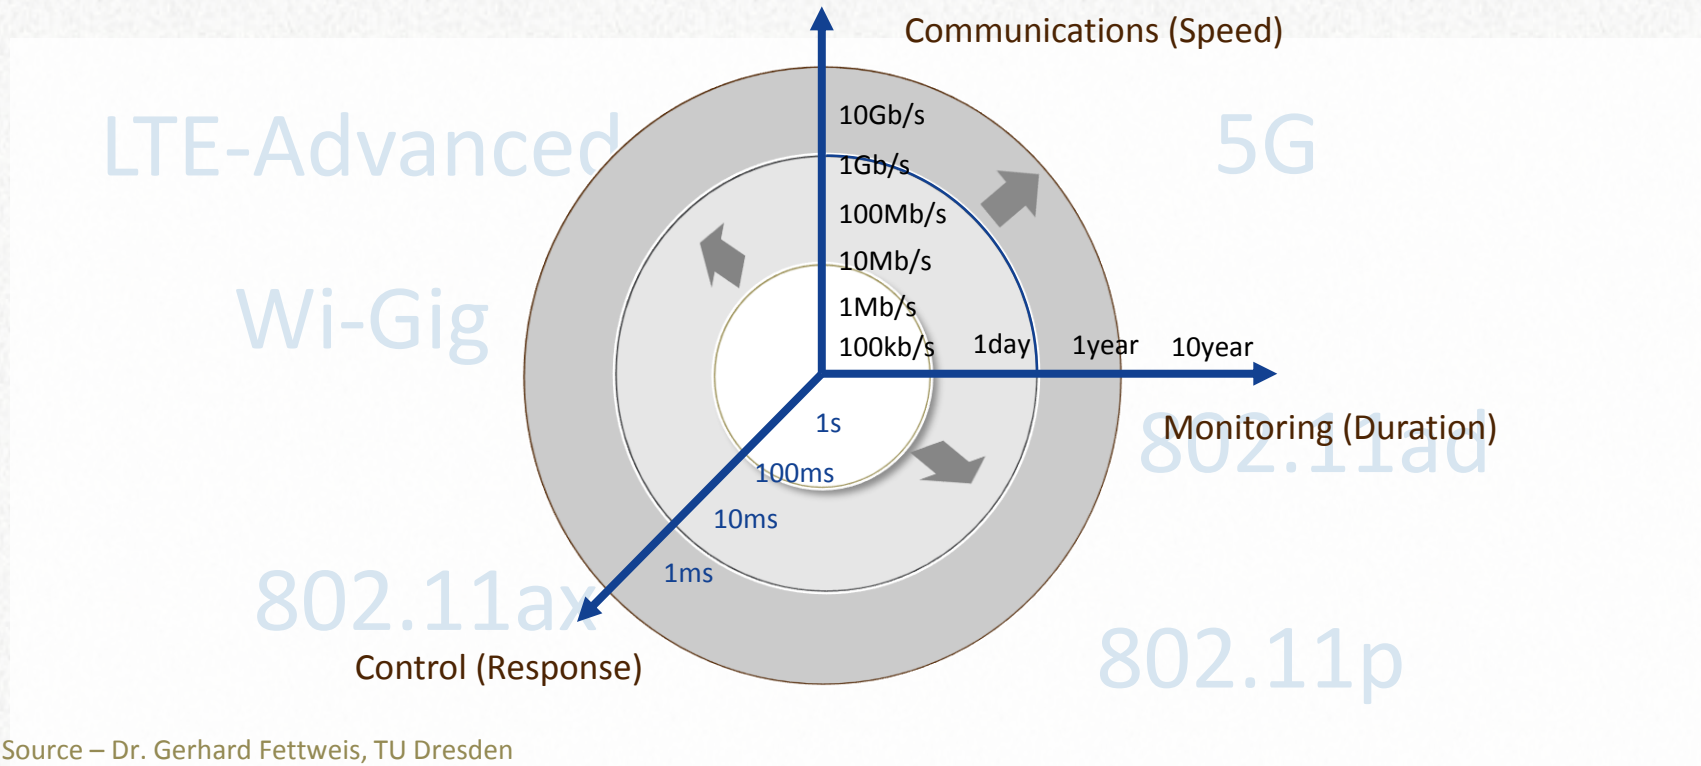 Communications (Speed)
LTE-Advanced
10Gb/s
5G
1Gb/s
100Mb/s
10Mb/s
Wi-Gig
1Mb/s
100kb/s
1day
1year
10year
1s
Monitoring (Duration)
802.11ad
100ms
10ms
1ms
802.11ax
Control (Response)
802.11p
Source – Dr. Gerhard Fettweis, TU Dresden